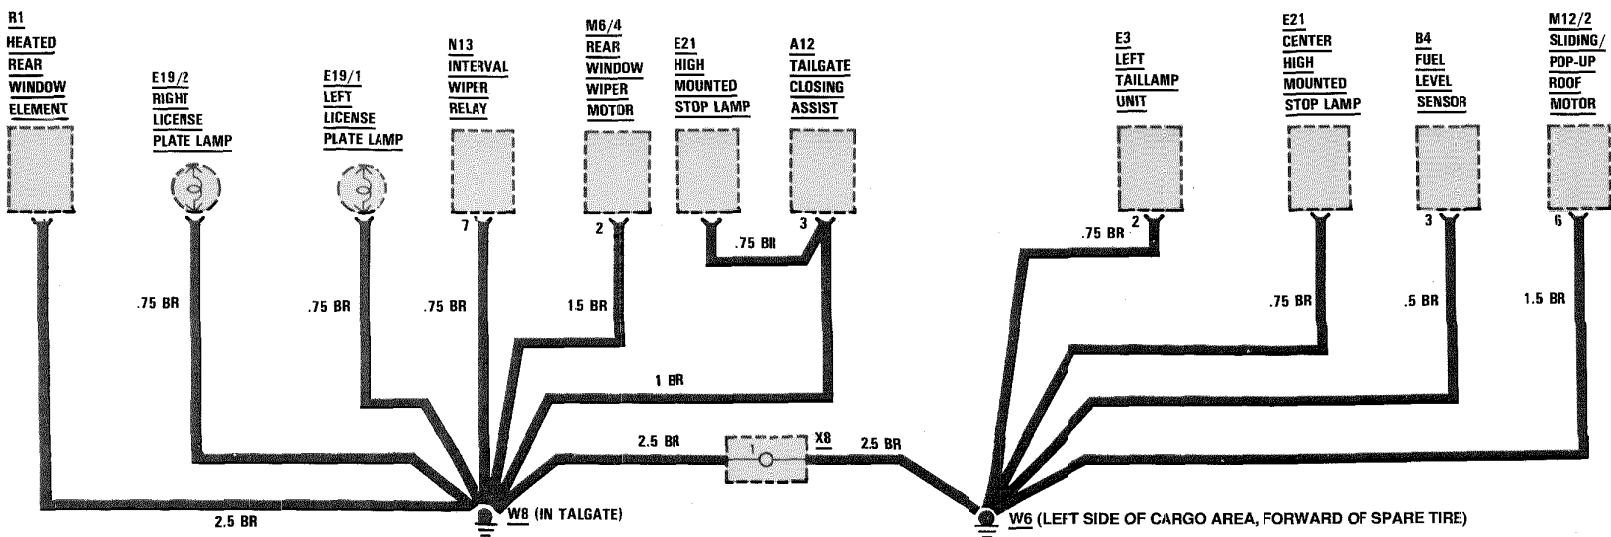 R1
HEATED
REAR
WINDOW
ELEMENT
E19/2
RIGHT
LICENSE
PLATE LAMP
E19/1
LEFT
LICENSE
PLATE LAMP
N13
INTERVAL
WIPER
RELAY
M6/4
REAR
WINDOW
WIPER
MOTOR
E21
HIGH
MOUNTED
STOP LAMP
A12
TAILGATE
CLOSING
ASSIST
E3
LEFT
TAILLAMP
UNIT
E21
CENTER
HIGH
MOUNTED
STOP LAMP
B4
FUEL
LEVEL
SENSOR
M12/2
SLIDING/
POP-UP
ROOF
MOTOR
7
2
3
2
3
6
.75 BR
.75 BR
.75 BR
.75 BR
.75 BR
1.5 BR
.75 BR
.5 BR
1.5 BR
1 BR
2.5 BR
1
X8
2.5 BR
2.5 BR
W8 (IN TALGATE)
W6 (LEFT SIDE OF CARGO AREA, FORWARD OF SPARE TIRE)
.75 BR